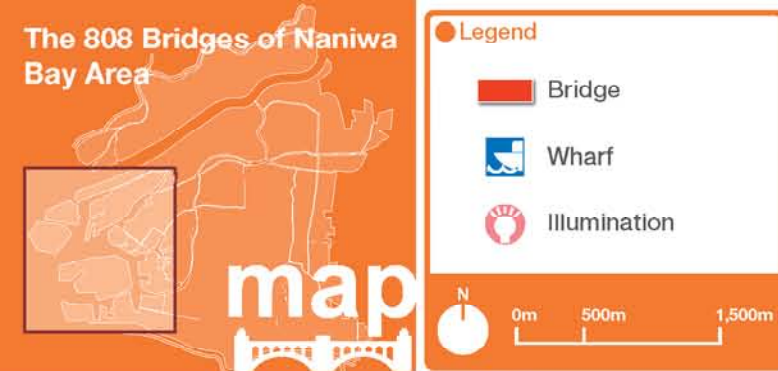 The 808 Bridges of Naniwa
Bay Area
map
Legend
Bridge
Wharf
Illumination
N
0m 500m 1,500m